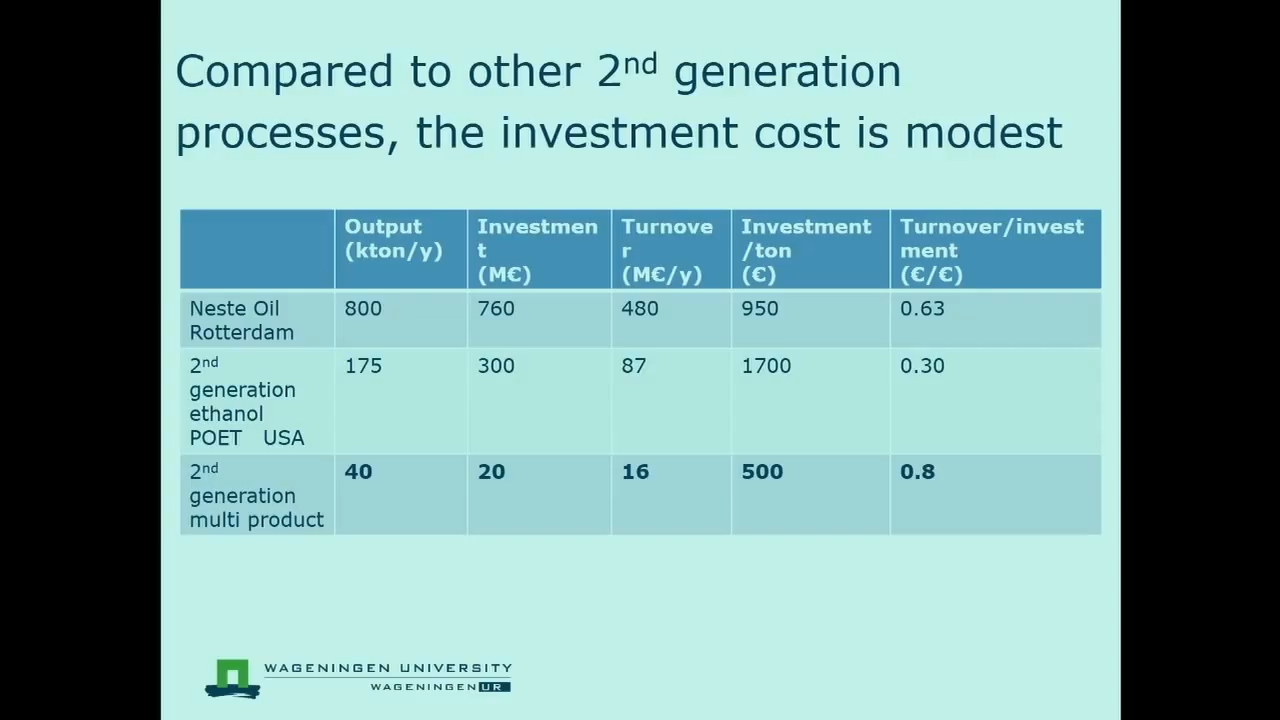 Compared to other 2nd generation
processes, the investment cost is modest
Output
(kton/y)
Investmen
t
(M€)
Turnove
r
(M€/y)
Investment
/ton
(€)
Turnover/invest
ment
(€/€)
Neste Oil
Rotterdam
800
760
480
950
0.63
2nd
generation
ethanol
POET USA
175
300
87
1700
0.30
2nd
generation
multi product
40
20
16
500
0.8
WAGENINGEN UNIVERSITY
WAGENINGEN UR